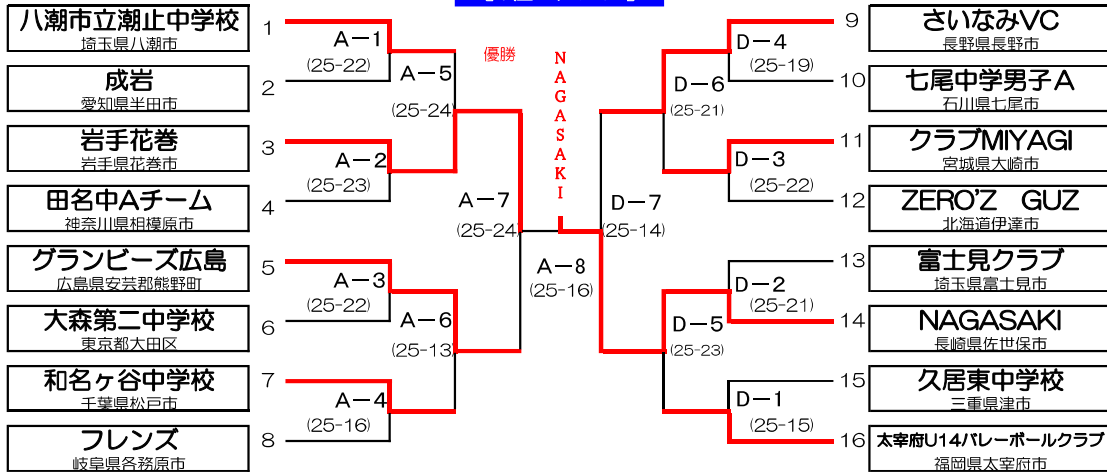 八潮市立潮止中学校
埼玉県八潮市
1
成岩
愛知県半田市
2
岩手花巻
岩手県花巻市
3
田名中Aチーム
神奈川県相模原市
4
グランビーズ広島
広島県安芸郡熊野町
5
大森第二中学校
東京都大田区
6
和名ヶ谷中学校
千葉県松戸市
7
フレンズ
岐阜県各務原市
8
A-1
(25-22)
A-2
(25-23)
A-3
(25-22)
A-4
(25-16)
A-5
(25-24)
A-6
(25-13)
A-7
(25-24)
優勝
NAGASAKI
A-8
(25-16)
D-7
(25-14)
D-6
(25-21)
D-5
(25-23)
D-4
(25-19)
D-3
(25-22)
D-2
(25-21)
D-1
(25-15)
9
さいなみVC
長野県長野市
10
七尾中学男子A
石川県七尾市
11
クラブMIYAGI
宮城県大崎市
12
ZERO'Z GUZ
北海道伊達市
13
富士見クラブ
埼玉県富士見市
14
NAGASAKI
長崎県佐世保市
15
久居東中学校
三重県津市
16
太宰府U14バレーボールクラブ
福岡県太宰府市